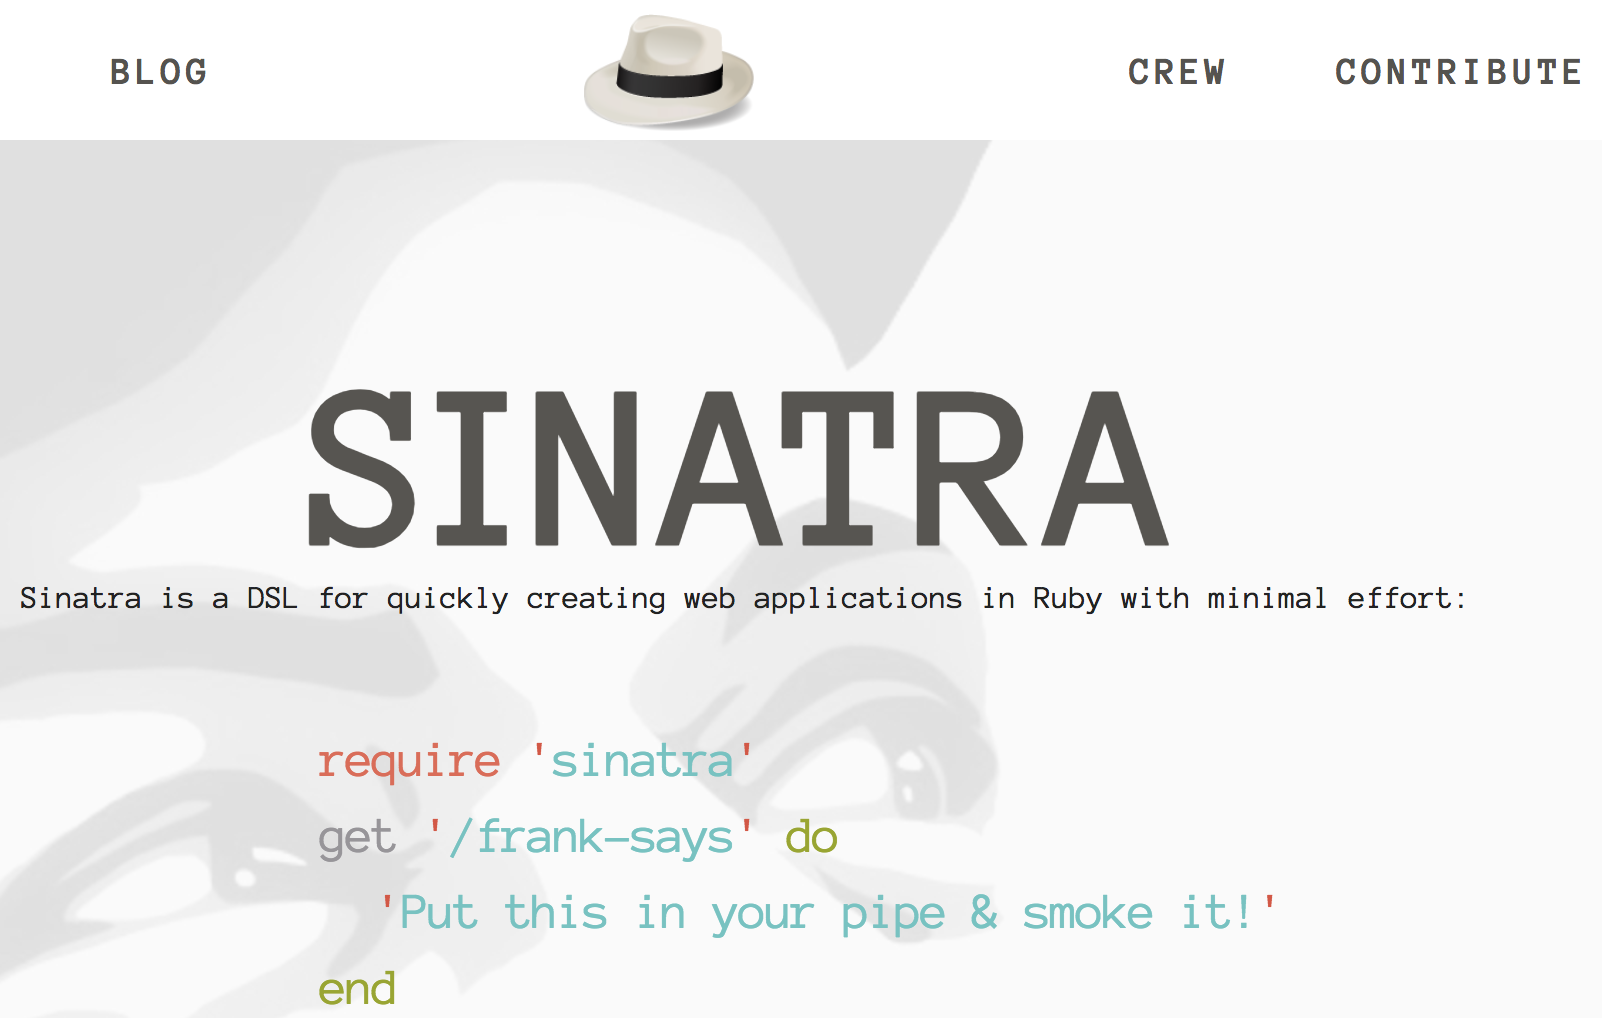 BLOG CREW CONTRIBUTE
SINATRA
Sinatra is a DSL for quickly creating web applications in Ruby with minimal effort:
require 'sinatra'
get '/frank-says' do
  'Put this in your pipe & smoke it!'
end